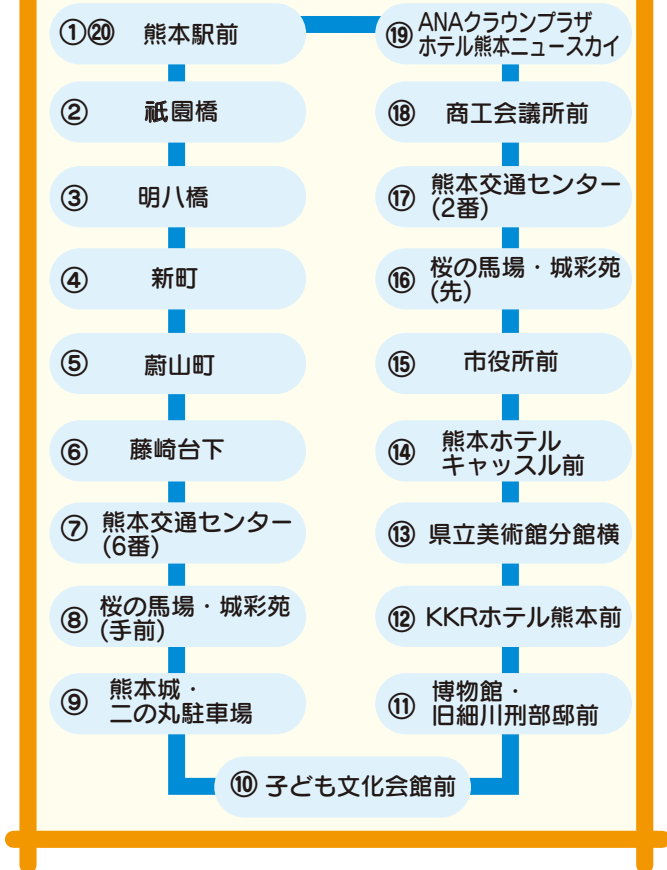 ①⑳ 熊本駅前
② 祇園橋
③ 明八橋
④ 新町
⑤ 蔚山町
⑥ 藤崎台下
⑦ 熊本交通センター
(6番)
⑧ 桜の馬場・城彩苑
(手前)
⑨ 熊本城・
二の丸駐車場
⑩ 子ども文化会館前
⑪ 博物館・
旧細川刑部邸前
⑫ KKRホテル熊本前
⑬ 県立美術館分館横
⑭ 熊本ホテル
キャッスル前
⑮ 市役所前
⑯ 桜の馬場・城彩苑
(先)
⑰ 熊本交通センター
(2番)
⑱ 商工会議所前
⑲ ANAクラウンプラザ
ホテル熊本ニュースカイ